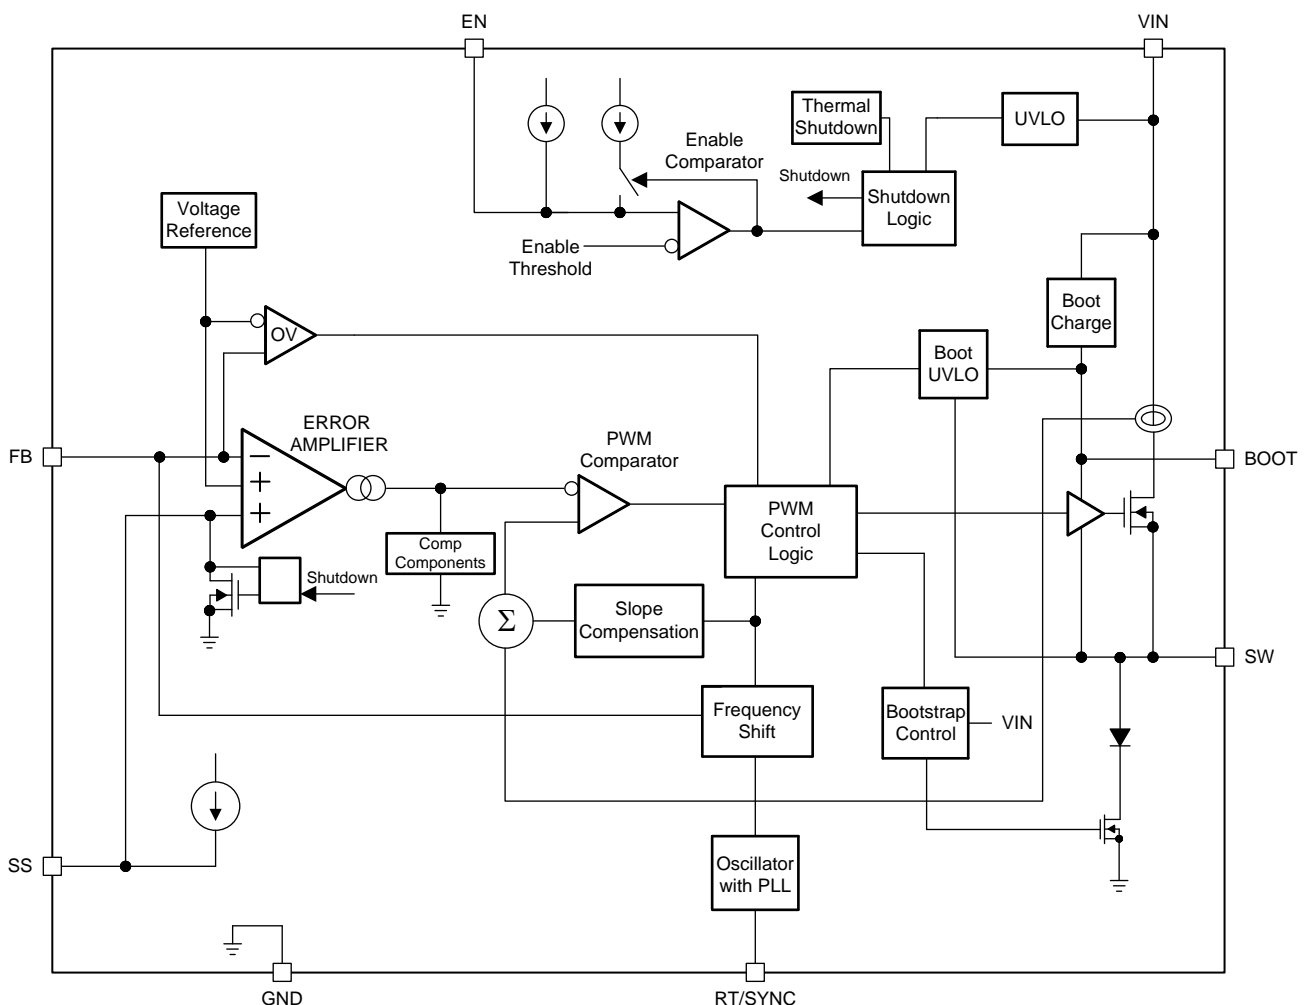 EN
VIN
Thermal
Shutdown
UVLO
Enable
Comparator
Shutdown
Shutdown
Logic
Voltage
Reference
Enable
Threshold
Boot
Charge
OV
Boot
UVLO
ERROR
AMPLIFIER
PWM
Comparator
FB
BOOT
−
+
+
PWM
Control
Logic
Comp
Components
Shutdown
Σ
Slope
Compensation
SW
Frequency
Shift
Bootstrap
Control
VIN
SS
Oscillator
with PLL
GND
RT/SYNC